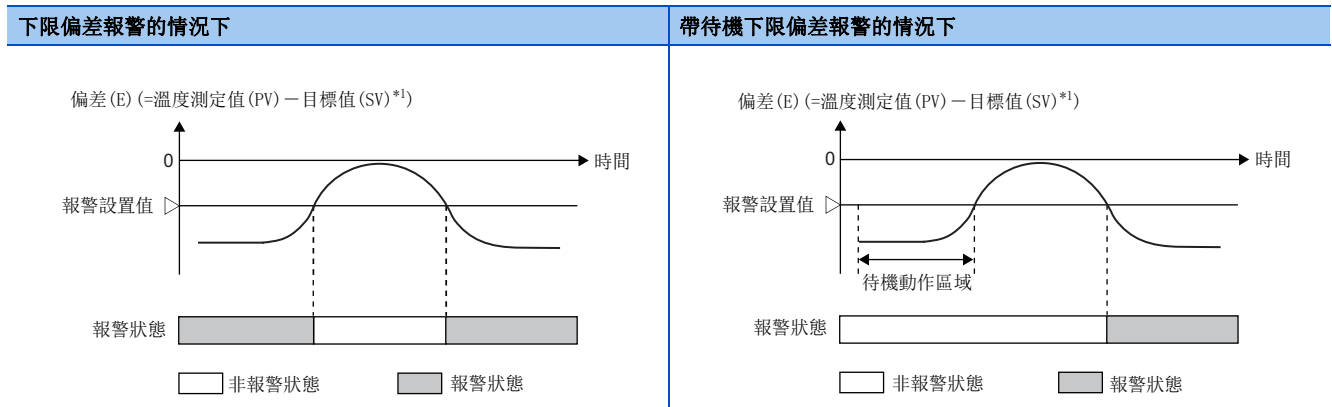 下限偏差報警的情況下
偏差(E)(=溫度測定值(PV)－目標值(SV)*1)
0
時間
報警設置值
報警狀態
非報警狀態
報警狀態
帶待機下限偏差報警的情況下
偏差(E)(=溫度測定值(PV)－目標值(SV)*1)
0
時間
報警設置值
待機動作區域
報警狀態
非報警狀態
報警狀態